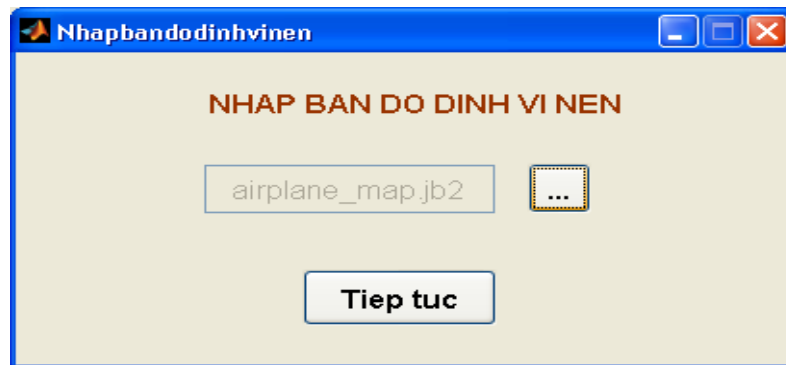 Nhapbandodinhvinen
NHAP BAN DO DINH VI NEN
airplane_map.jb2
...
Tiep tuc